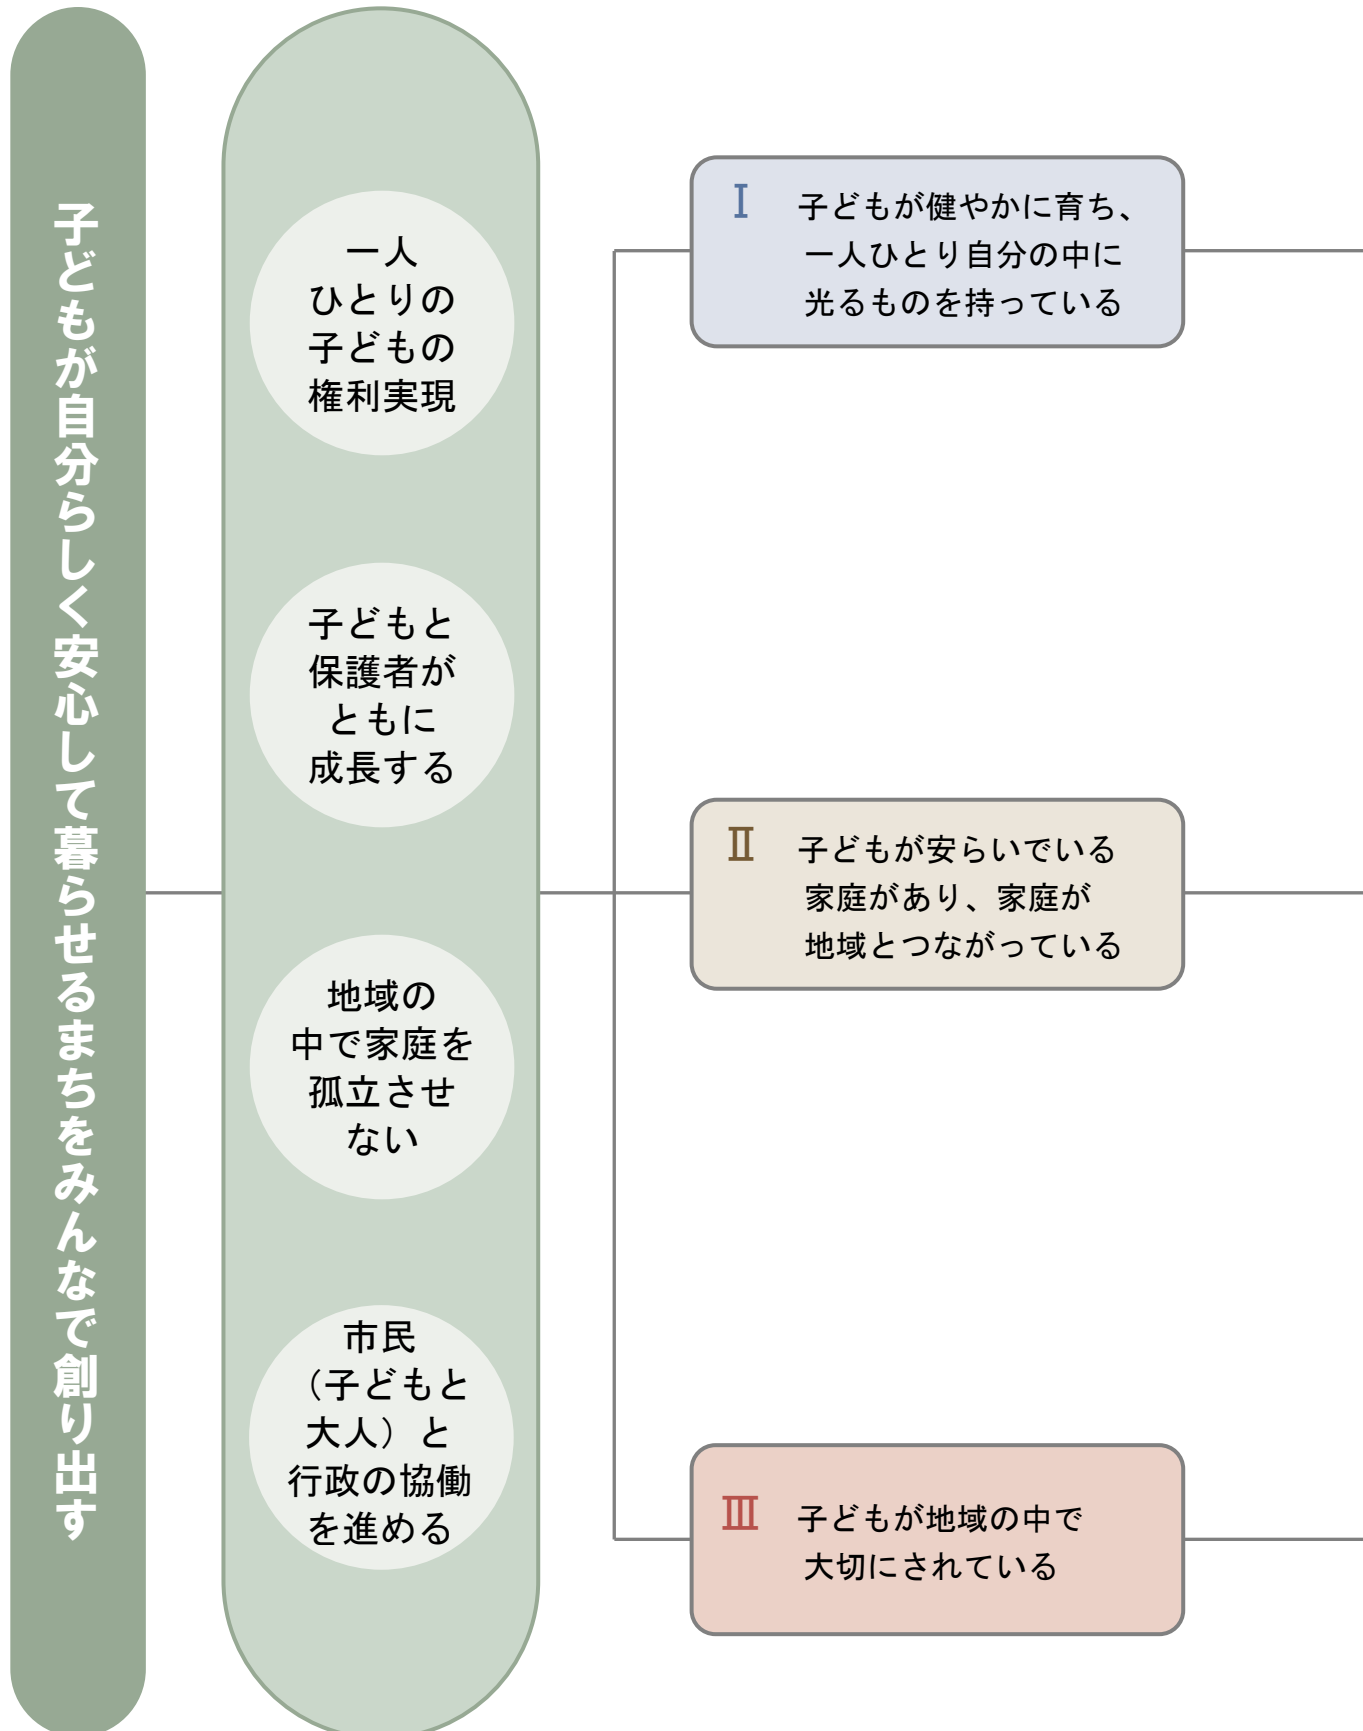 子どもが自分らしく安心して暮らせるまちをみんなで創り出す
一人
ひとりの
子どもの
権利実現
子どもと
保護者が
ともに
成長する
地域の
中で家庭を
孤立させ
ない
市民
（子どもと
大人）と
行政の協働
を進める
Ⅰ 子どもが健やかに育ち、
一人ひとり自分の中に
光るものを持っている
Ⅱ 子どもが安らいでいる
家庭があり、家庭が
地域とつながっている
Ⅲ 子どもが地域の中で
大切にされている